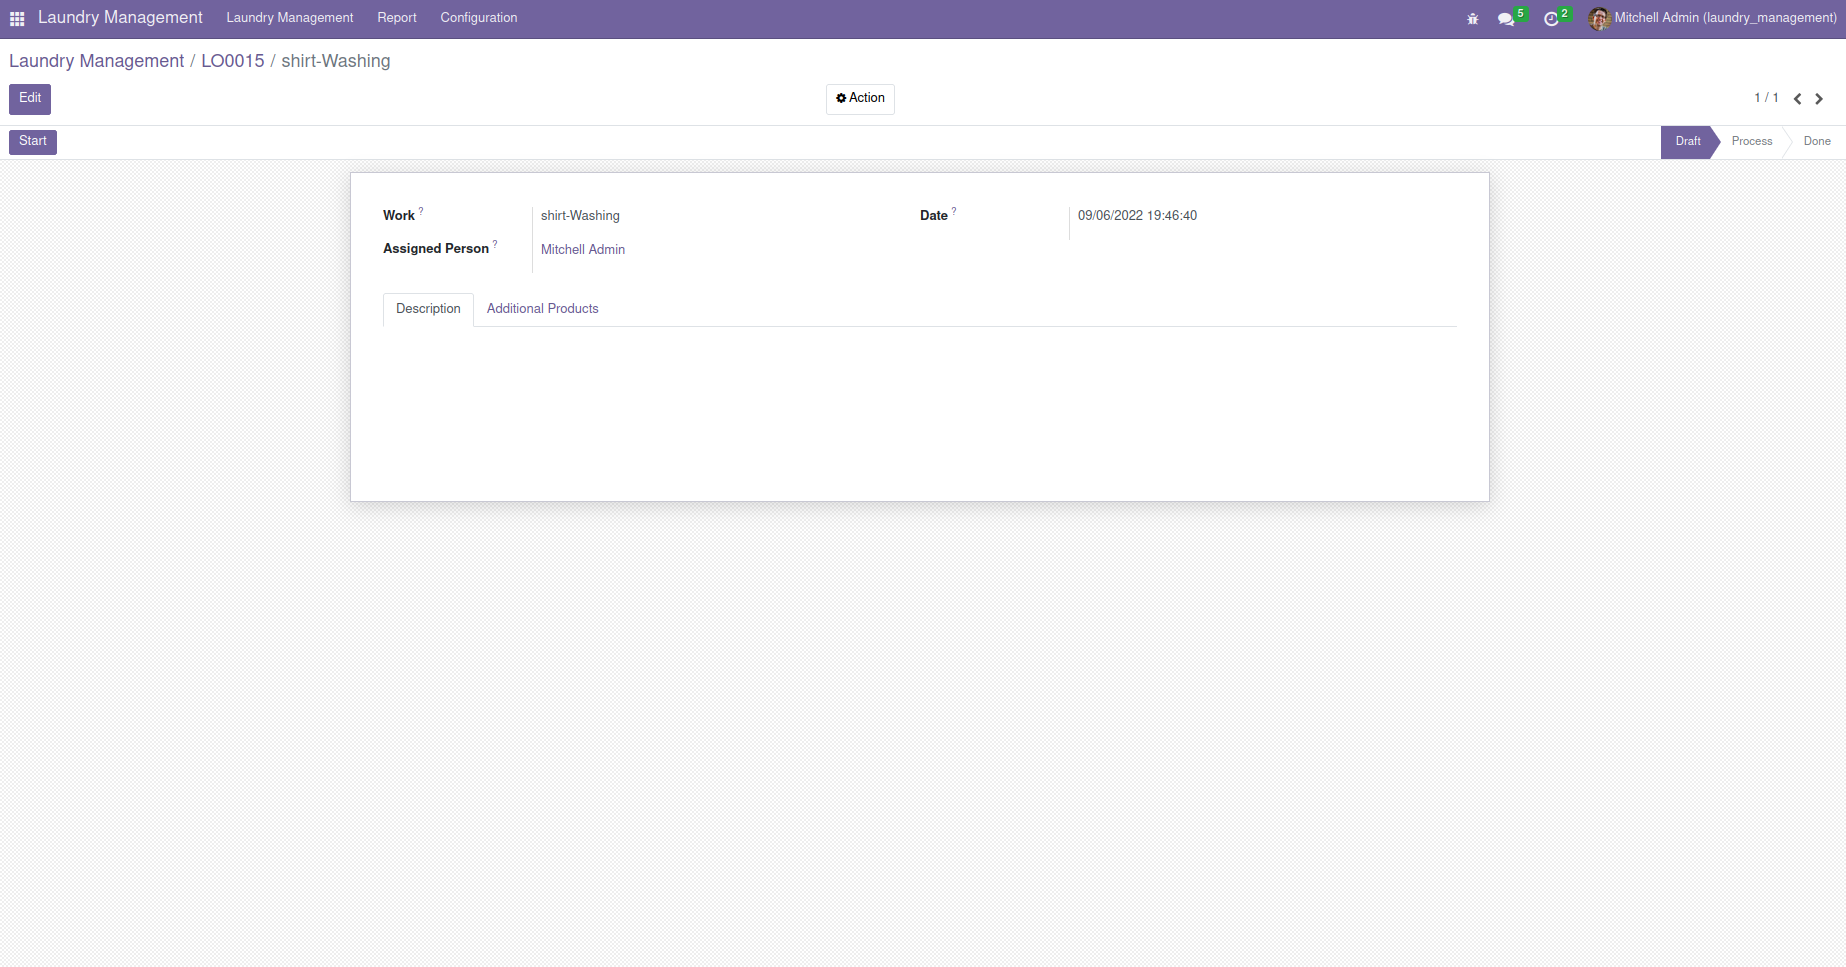 Laundry Management Laundry Management Report Configuration 5 2 Mitchell Admin (laundry_management)
Laundry Management / LO0015 / shirt-Washing
Edit Action 1 / 1
Start Draft Process Done
Work ? shirt-Washing Date ? 09/06/2022 19:46:40
Assigned Person ? Mitchell Admin
Description Additional Products